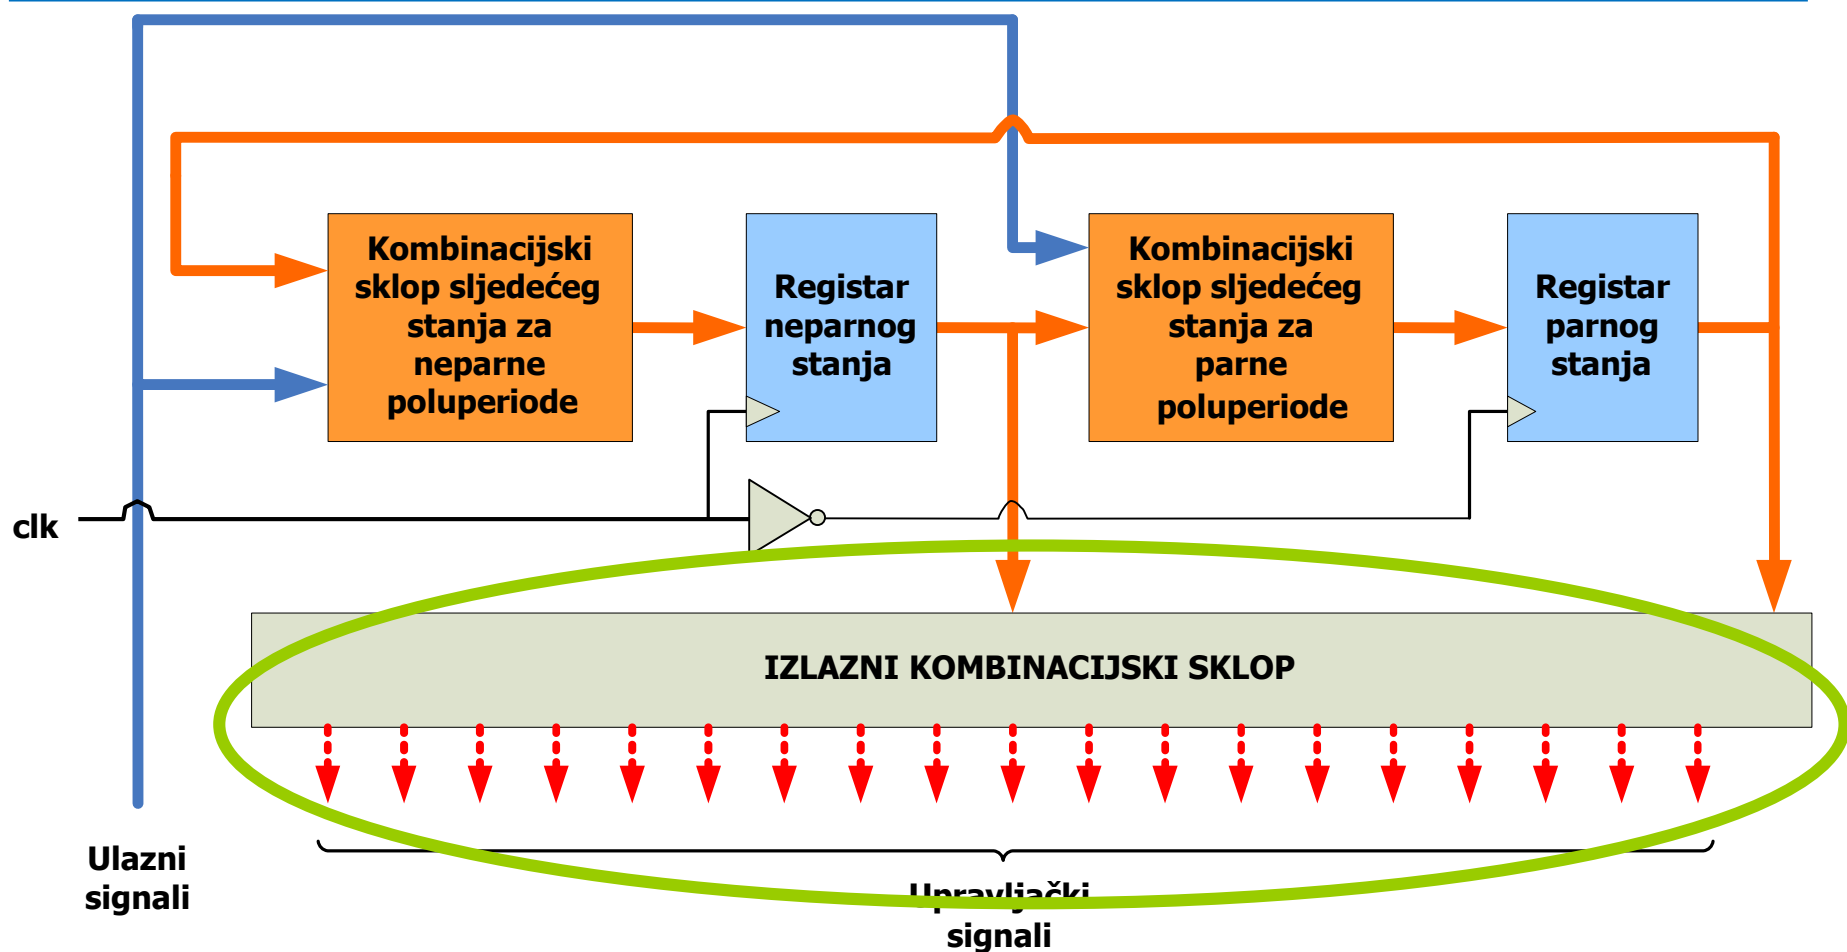 Kombinacijski
sklop sljedećeg
stanja za
neparne
poluperiode
Registar
neparnog
stanja
Kombinacijski
sklop sljedećeg
stanja za
parne
poluperiode
Registar
parnog
stanja
clk
IZLAZNI KOMBINACIJSKI SKLOP
Ulazni
signali
Upravljački
signali